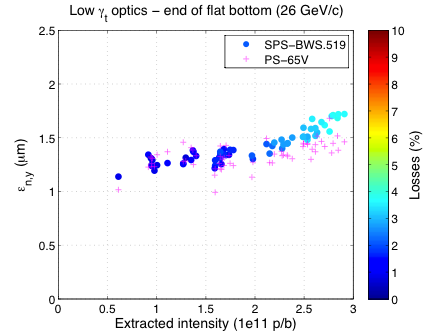 Low γt optics − end of flat bottom (26 GeV/c)
SPS−BWS.519
PS−65V
2.5
2
1.5
1
0.5
0
εn,y (μm)
0 0.5 1 1.5 2 2.5 3
Extracted intensity (1e11 p/b)
10
9
8
7
6
5
4
3
2
1
0
Losses (%)